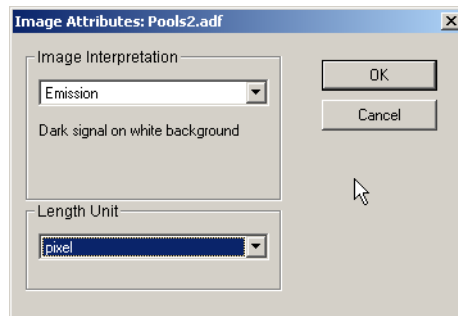 Image Attributes: Pools2.adf
Image Interpretation
Emission
Dark signal on white background
OK
Cancel
Length Unit
pixel